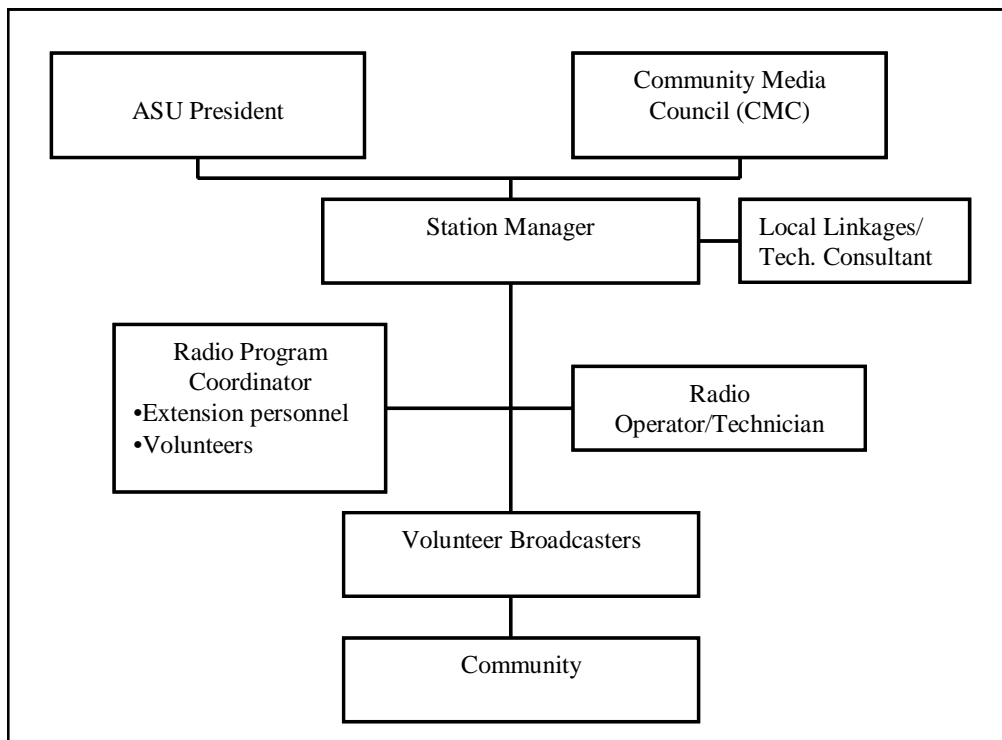 ASU President
Community Media
Council (CMC)
Station Manager
Local Linkages/
Tech. Consultant
Radio Program
Coordinator
•Extension personnel
•Volunteers
Radio
Operator/Technician
Volunteer Broadcasters
Community